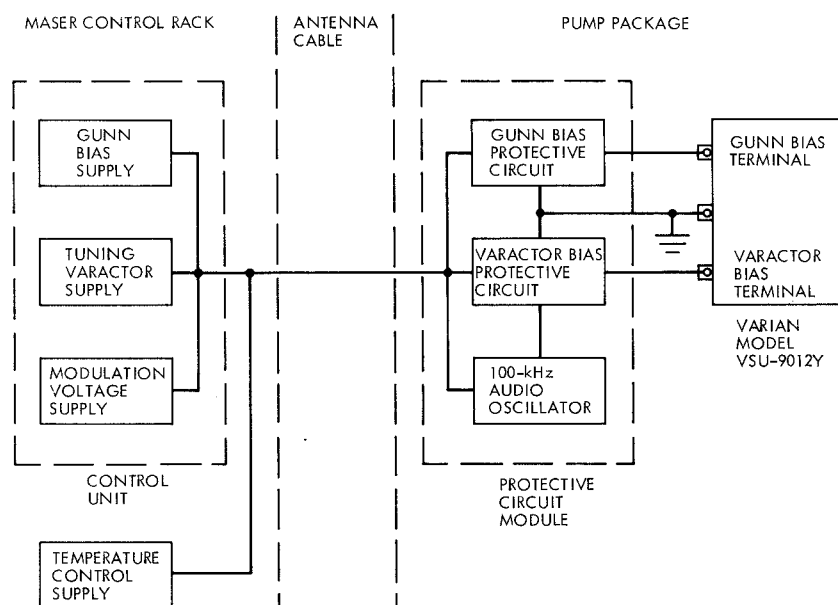 MASER CONTROL RACK
ANTENNA
CABLE
PUMP PACKAGE
GUNN
BIAS
SUPPLY
TUNING
VARACTOR
SUPPLY
MODULATION
VOLTAGE
SUPPLY
CONTROL
UNIT
TEMPERATURE
CONTROL
SUPPLY
GUNN BIAS
PROTECTIVE
CIRCUIT
VARACTOR BIAS
PROTECTIVE
CIRCUIT
100-kHz
AUDIO
OSCILLATOR
PROTECTIVE
CIRCUIT
MODULE
GUNN BIAS
TERMINAL
VARACTOR
BIAS
TERMINAL
VARIAN
MODEL
VSU-9012Y